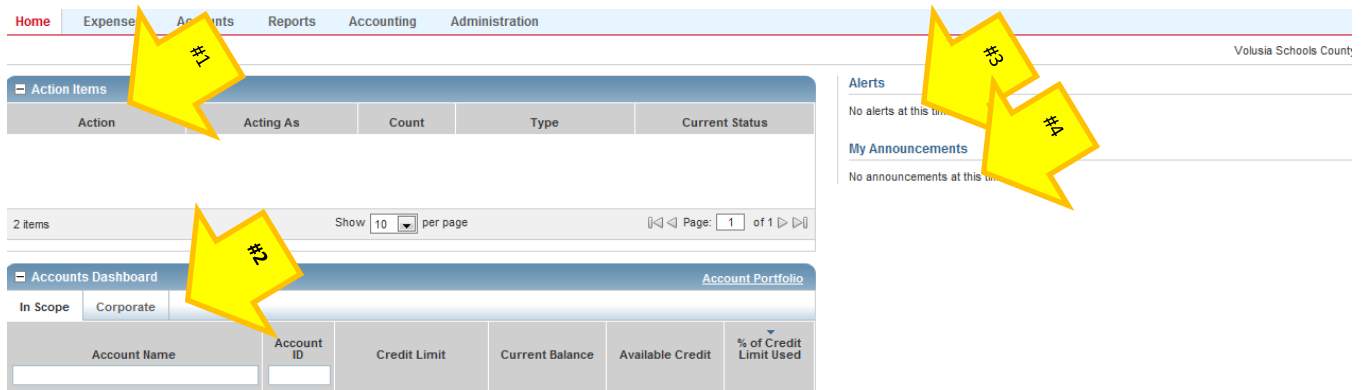 Home Expense Accounts Reports Accounting Administration
#1
#3
Volusia Schools County
Action Items
Alerts
Action Acting As Count Type Current Status
No alerts at this
#4
My Announcements
No announcements at this
2 items Show 10 per page Page: 1 of 1
#2
Accounts Dashboard Account Portfolio
In Scope Corporate
Account Name Account ID Credit Limit Current Balance Available Credit % of Credit Limit Used